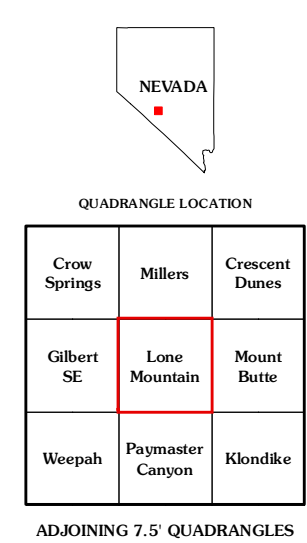 NEVADA
QUADRANGLE LOCATION
Crow
Springs
Millers
Crescent
Dunes
Gilbert
SE
Lone
Mountain
Mount
Butte
Weepah
Paymaster
Canyon
Klondike
ADJOINING 7.5' QUADRANGLES